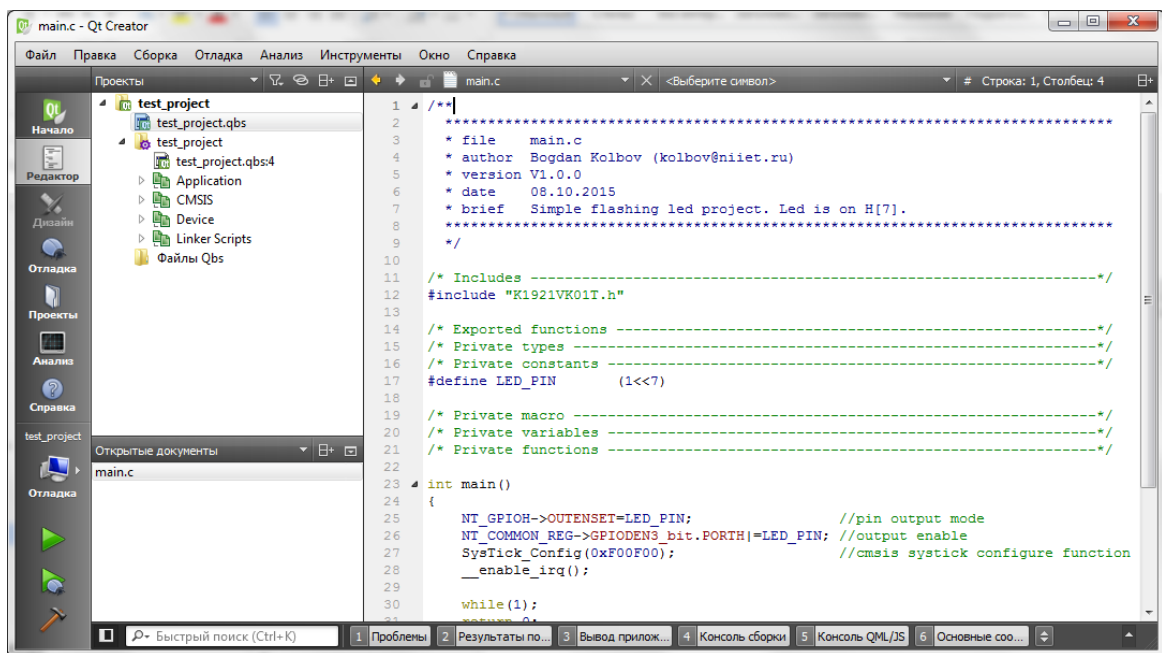 main.c - Qt Creator
Файл Правка Сборка Отладка Анализ Инструменты Окно Справка
Проекты
main.c
<Выберите символ>
# Строка: 1, Столбец: 4
Начало
Редактор
Дизайн
Отладка
Проекты
Анализ
Справка
test_project
Отладка
test_project
test_project.qbs
test_project
test_project.qbs:4
Application
CMSIS
Device
Linker Scripts
Файлы Qbs
Открытые документы
main.c
1 /**
2 ******************************************************************************
3 * file main.c
4 * author Bogdan Kolbov (kolbov@niiet.ru)
5 * version V1.0.0
6 * date 08.10.2015
7 * brief Simple flashing led project. Led is on H[7].
8 ******************************************************************************
9 */
10
11 /* Includes ------------------------------------------------------------------*/
12 #include "K1921VK01T.h"
13
14 /* Exported functions --------------------------------------------------------*/
15 /* Private types -------------------------------------------------------------*/
16 /* Private constants ---------------------------------------------------------*/
17 #define LED_PIN (1<<7)
18
19 /* Private macro -------------------------------------------------------------*/
20 /* Private variables ---------------------------------------------------------*/
21 /* Private functions ---------------------------------------------------------*/
22
23 int main()
24 {
25 NT_GPIOH->OUTENSET=LED_PIN; //pin output mode
26 NT_COMMON_REG->GPIODEN3_bit.PORTH|=LED_PIN; //output enable
27 SysTick_Config(0xF00F00); //cmsis systick configure function
28 __enable_irq();
29
30 while(1);
31 return 0;
Быстрый поиск (Ctrl+K)
1 Проблемы 2 Результаты по... 3 Вывод прилож... 4 Консоль сборки 5 Консоль QML/JS 6 Основные соо...